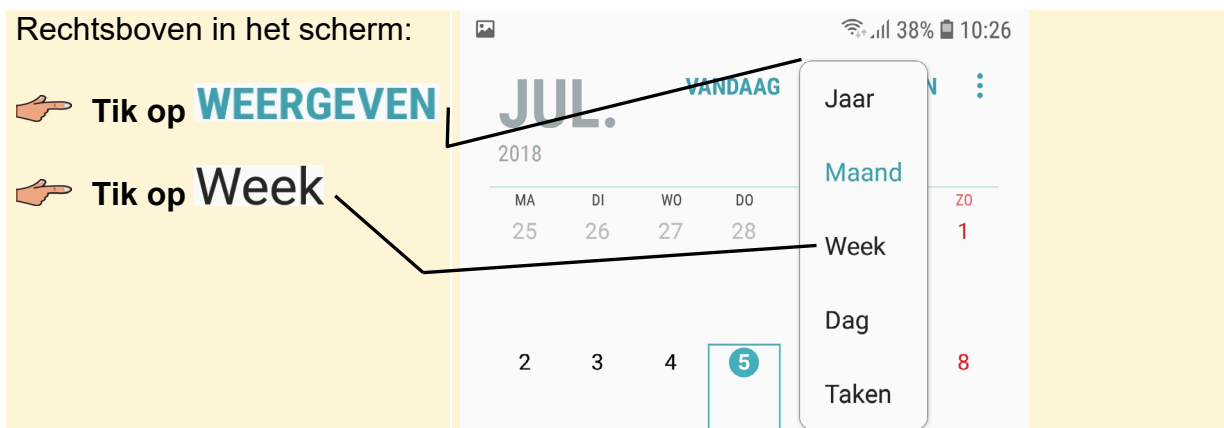 Rechtsboven in het scherm:
Tik op WEERGEVEN
Tik op Week
38% 10:26
JUL. VANDAAG N
2018
Jaar
Maand
Week
Dag
Taken
MA DI WO DO ZO
25 26 27 28 1
2 3 4 5 8